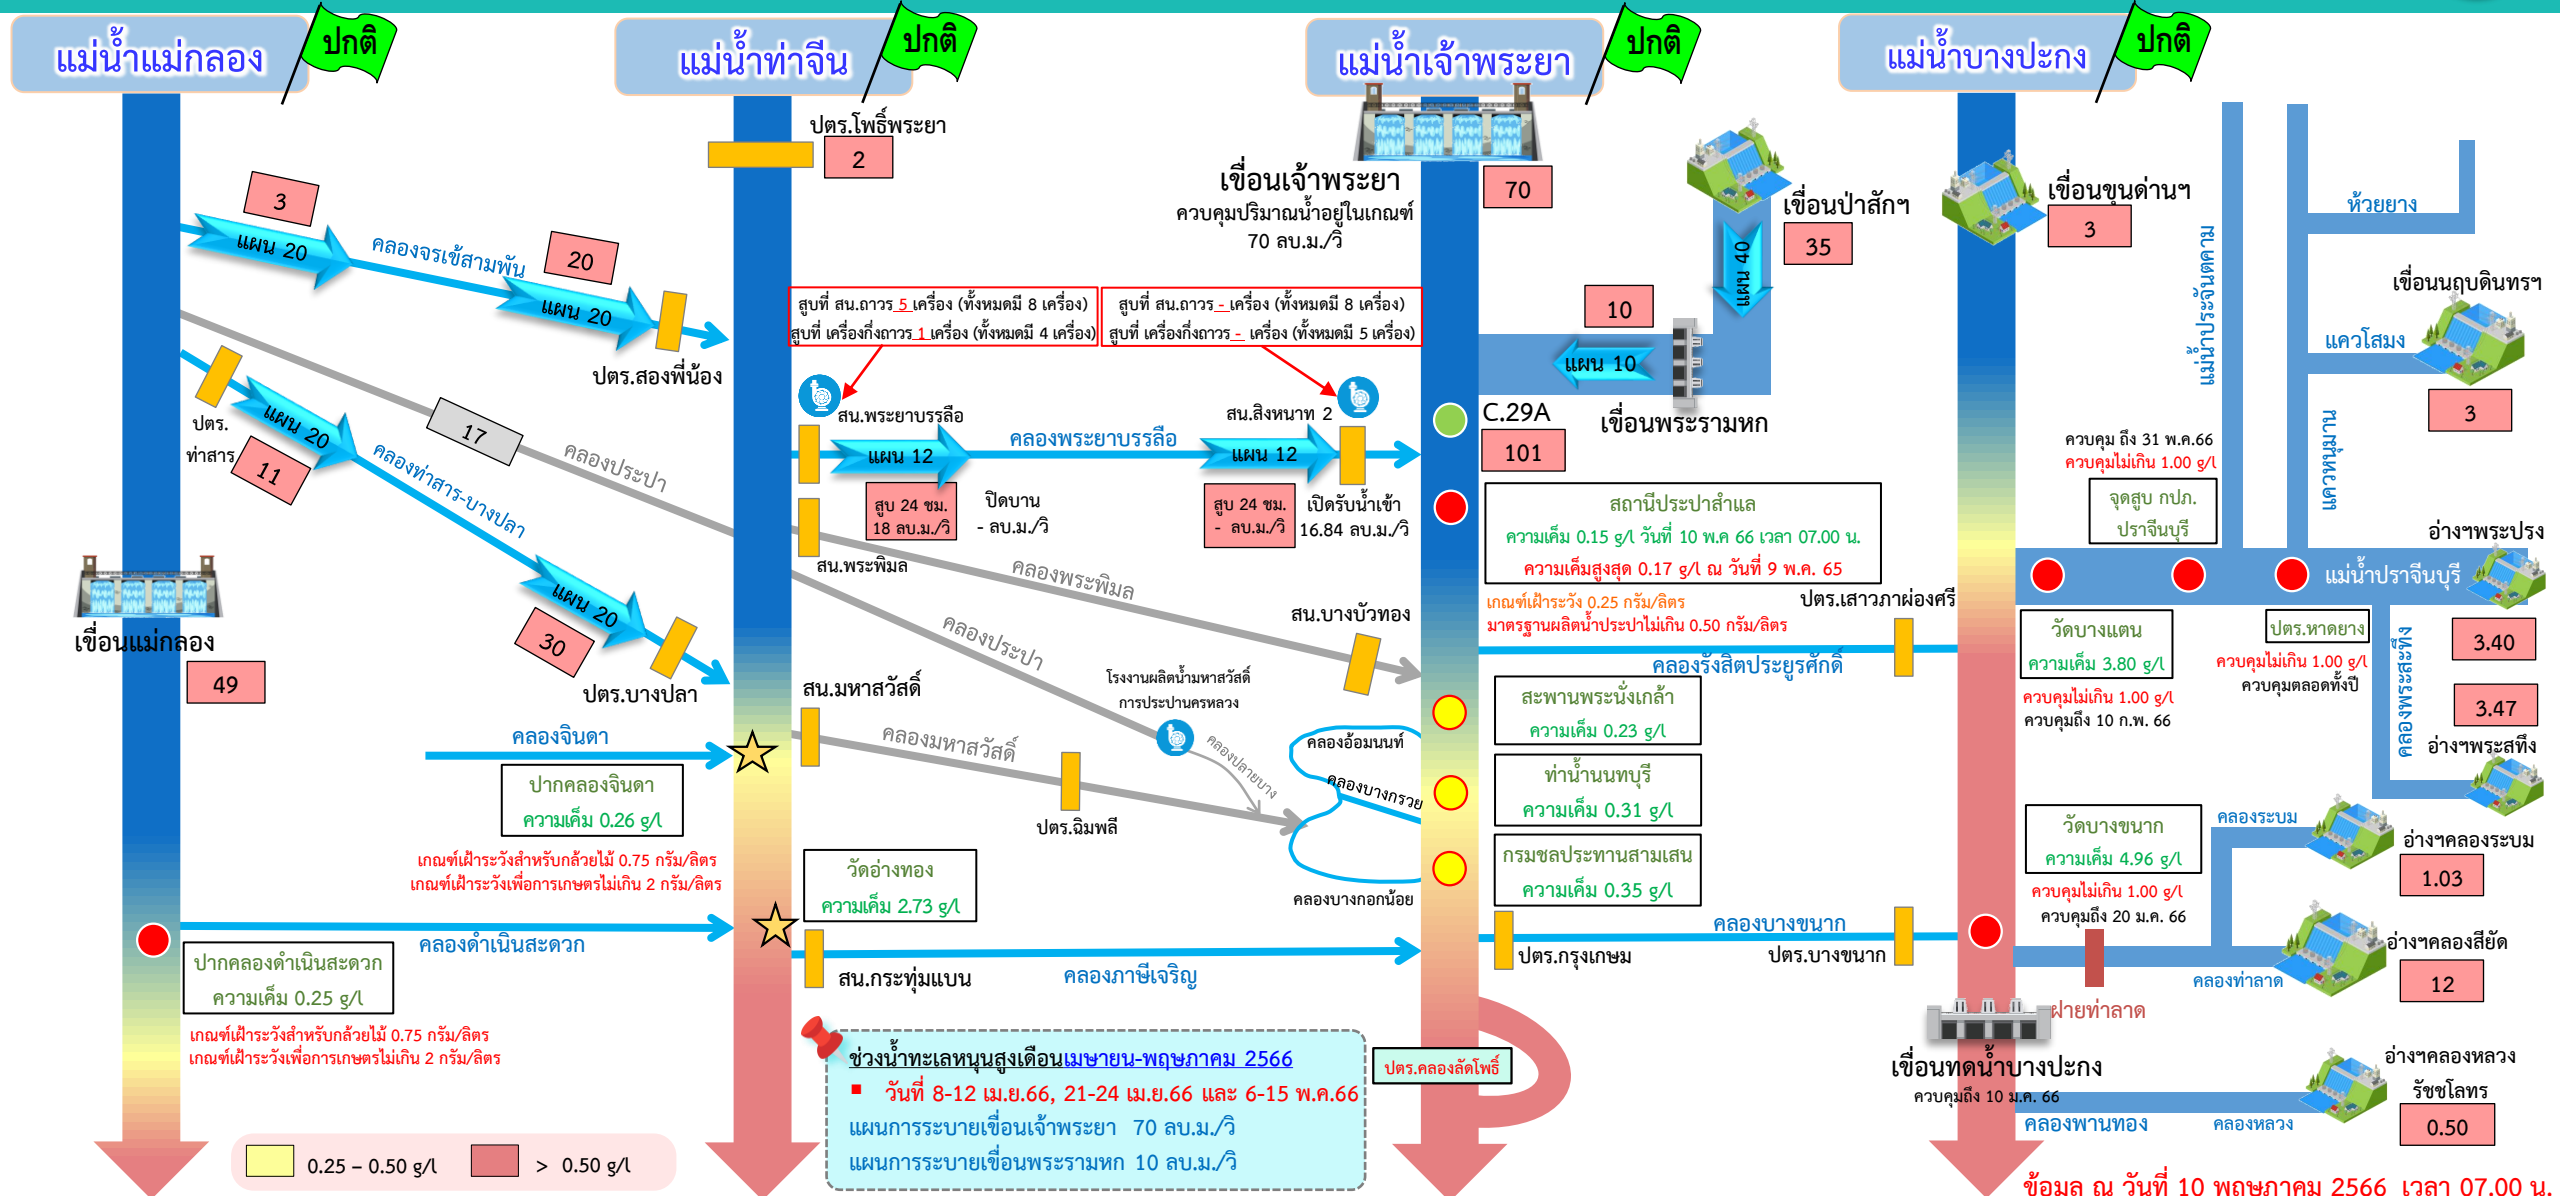 แม่น้ำแม่กลอง
ปกติ
แม่น้ำท่าจีน
ปกติ
แม่น้ำเจ้าพระยา
ปกติ
แม่น้ำบางปะกง
ปกติ
3
แผน 20
คลองจรเข้สามพัน
20
แผน 20
ปตร.สองพี่น้อง
ปตร.
ท่าสาร
11
แผน 20
คลองท่าสาร-บางปลา
17
คลองประปา
แผน 20
30
ปตร.บางปลา
เขื่อนแม่กลอง
49
คลองจินดา
ปากคลองจินดา
ความเค็ม 0.26 g/l
เกณฑ์เฝ้าระวังสำหรับกล้วยไม้ 0.75 กรัม/ลิตร
เกณฑ์เฝ้าระวังเพื่อการเกษตรไม่เกิน 2 กรัม/ลิตร
คลองดำเนินสะดวก
ปากคลองดำเนินสะดวก
ความเค็ม 0.25 g/l
เกณฑ์เฝ้าระวังสำหรับกล้วยไม้ 0.75 กรัม/ลิตร
เกณฑ์เฝ้าระวังเพื่อการเกษตรไม่เกิน 2 กรัม/ลิตร
0.25 – 0.50 g/l
> 0.50 g/l
ปตร.โพธิ์พระยา
2
สูบที่ สน.ถาวร 5 เครื่อง (ทั้งหมดมี 8 เครื่อง)
สูบที่ เครื่องกึ่งถาวร 1 เครื่อง (ทั้งหมดมี 4 เครื่อง)
สูบที่ สน.ถาวร - เครื่อง (ทั้งหมดมี 8 เครื่อง)
สูบที่ เครื่องกึ่งถาวร - เครื่อง (ทั้งหมดมี 5 เครื่อง)
สน.พระยาบรรลือ
แผน 12
คลองพระยาบรรลือ
สน.สิงหนาท 2
แผน 12
สูบ 24 ชม.
18 ลบ.ม./วิ
ปิดบาน
- ลบ.ม./วิ
สูบ 24 ชม.
- ลบ.ม./วิ
เปิดรับน้ำเข้า
16.84 ลบ.ม./วิ
สน.พระพิมล
คลองพระพิมล
สน.บางบัวทอง
คลองประปา
โรงงานผลิตน้ำมหาสวัสดิ์
การประปานครหลวง
สน.มหาสวัสดิ์
คลองมหาสวัสดิ์
คลองปลายบาง
ปตร.ฉิมพลี
คลองอ้อมนนท์
คลองบางกรวย
คลองบางกอกน้อย
วัดอ่างทอง
ความเค็ม 2.73 g/l
สน.กระทุ่มแบน
คลองภาษีเจริญ
ช่วงน้ำทะเลหนุนสูงเดือนเมษายน-พฤษภาคม 2566
วันที่ 8-12 เม.ย.66, 21-24 เม.ย.66 และ 6-15 พ.ค.66
แผนการระบายเขื่อนเจ้าพระยา 70 ลบ.ม./วิ
แผนการระบายเขื่อนพระรามหก 10 ลบ.ม./วิ
เขื่อนเจ้าพระยา
ควบคุมปริมาณน้ำอยู่ในเกณฑ์
70 ลบ.ม./วิ
70
เขื่อนป่าสักฯ
35
แผน 40
10
แผน 10
เขื่อนพระรามหก
C.29A
101
สถานีประปาสำแล
ความเค็ม 0.15 g/l วันที่ 10 พ.ค 66 เวลา 07.00 น.
ความเค็มสูงสุด 0.17 g/l ณ วันที่ 9 พ.ค. 65
เกณฑ์เฝ้าระวัง 0.25 กรัม/ลิตร
มาตรฐานผลิตน้ำประปาไม่เกิน 0.50 กรัม/ลิตร
ปตร.เสาวภาผ่องศรี
คลองรังสิตประยูรศักดิ์
สะพานพระนั่งเกล้า
ความเค็ม 0.23 g/l
ท่าน้ำนนทบุรี
ความเค็ม 0.31 g/l
กรมชลประทานสามเสน
ความเค็ม 0.35 g/l
ปตร.กรุงเกษม
คลองบางขนาก
ปตร.บางขนาก
ปตร.คลองลัดโพธิ์
เขื่อนขุนด่านฯ
3
แม่น้ำประจันตคาม
ห้วยยาง
เขื่อนนฤบดินทรฯ
แควโสมง
3
แควหนุมาน
ควบคุม ถึง 31 พ.ค.66
ควบคุมไม่เกิน 1.00 g/l
จุดสูบ กปภ.
ปราจีนบุรี
อ่างฯพระปรง
แม่น้ำปราจีนบุรี
3.40
วัดบางแตน
ความเค็ม 3.80 g/l
ควบคุมไม่เกิน 1.00 g/l
ควบคุมถึง 10 ก.พ. 66
ปตร.หาดยาง
ควบคุมไม่เกิน 1.00 g/l
ควบคุมตลอดทั้งปี
คลองพระสะทึง
3.47
อ่างฯพระสทึง
วัดบางขนาก
ความเค็ม 4.96 g/l
ควบคุมไม่เกิน 1.00 g/l
ควบคุมถึง 20 ม.ค. 66
คลองระบม
อ่างฯคลองระบม
1.03
อ่างฯคลองสียัด
12
คลองท่าลาด
ฝายท่าลาด
เขื่อนทดน้ำบางปะกง
ควบคุมถึง 10 ม.ค. 66
คลองพานทอง
คลองหลวง
อ่างฯคลองหลวง
รัชชโลทร
0.50
ข้อมูล ณ วันที่ 10 พฤษภาคม 2566 เวลา 07.00 น.